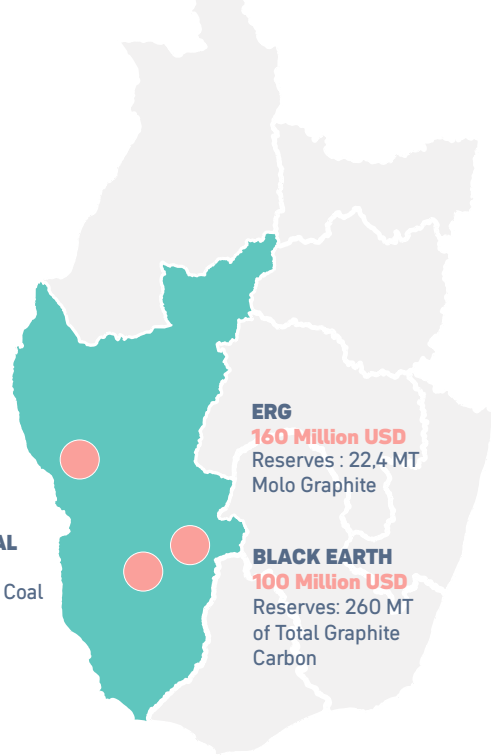 ERG
160 Million USD
Reserves : 22,4 MT
Molo Graphite
AL
Coal
BLACK EARTH
100 Million USD
Reserves: 260 MT
of Total Graphite
Carbon